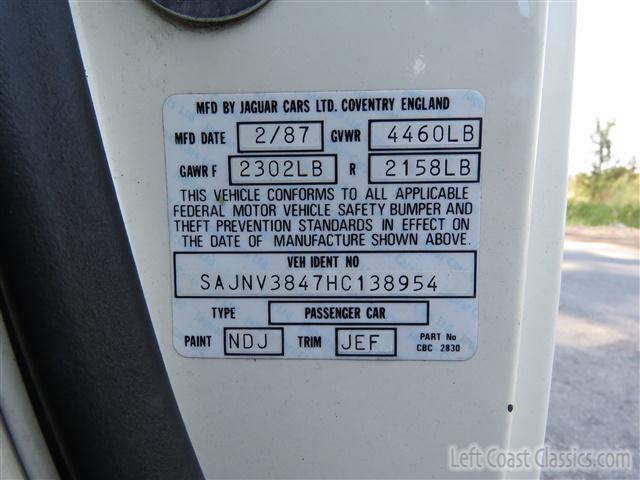 MFD BY JAGUAR CARS LTD. COVENTRY ENGLAND
MFD DATE 2/87 GVWR 4460LB
GAWR F 2302LB R 2158LB
THIS VEHICLE CONFORMS TO ALL APPLICABLE
FEDERAL MOTOR VEHICLE SAFETY BUMPER AND
THEFT PREVENTION STANDARDS IN EFFECT ON
THE DATE OF MANUFACTURE SHOWN ABOVE.
VEH IDENT NO
SAJNV3847HC138954
TYPE PASSENGER CAR
PAINT NDJ TRIM JEF PART No
CBC 2830
Left Coast Classics.com